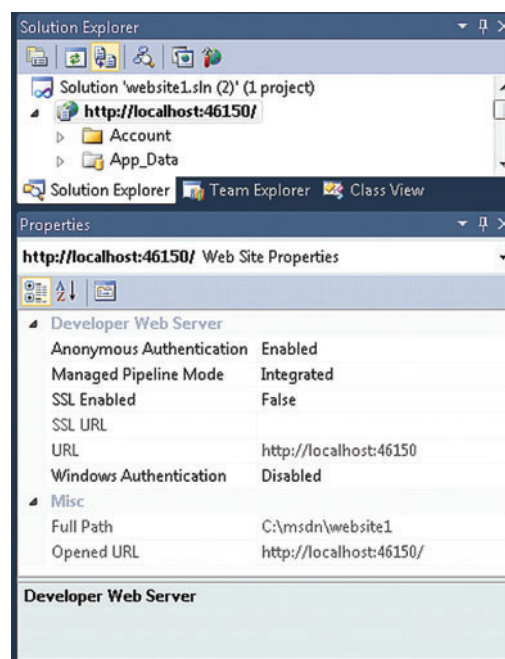 Solution Explorer
Solution 'website1.sln (2)' (1 project)
http://localhost:46150/
Account
App_Data
Solution Explorer Team Explorer Class View
Properties
http://localhost:46150/ Web Site Properties
Developer Web Server
Anonymous Authentication Enabled
Managed Pipeline Mode Integrated
SSL Enabled False
SSL URL
URL http://localhost:46150
Windows Authentication Disabled
Misc
Full Path C:\msdn\website1
Opened URL http://localhost:46150/
Developer Web Server